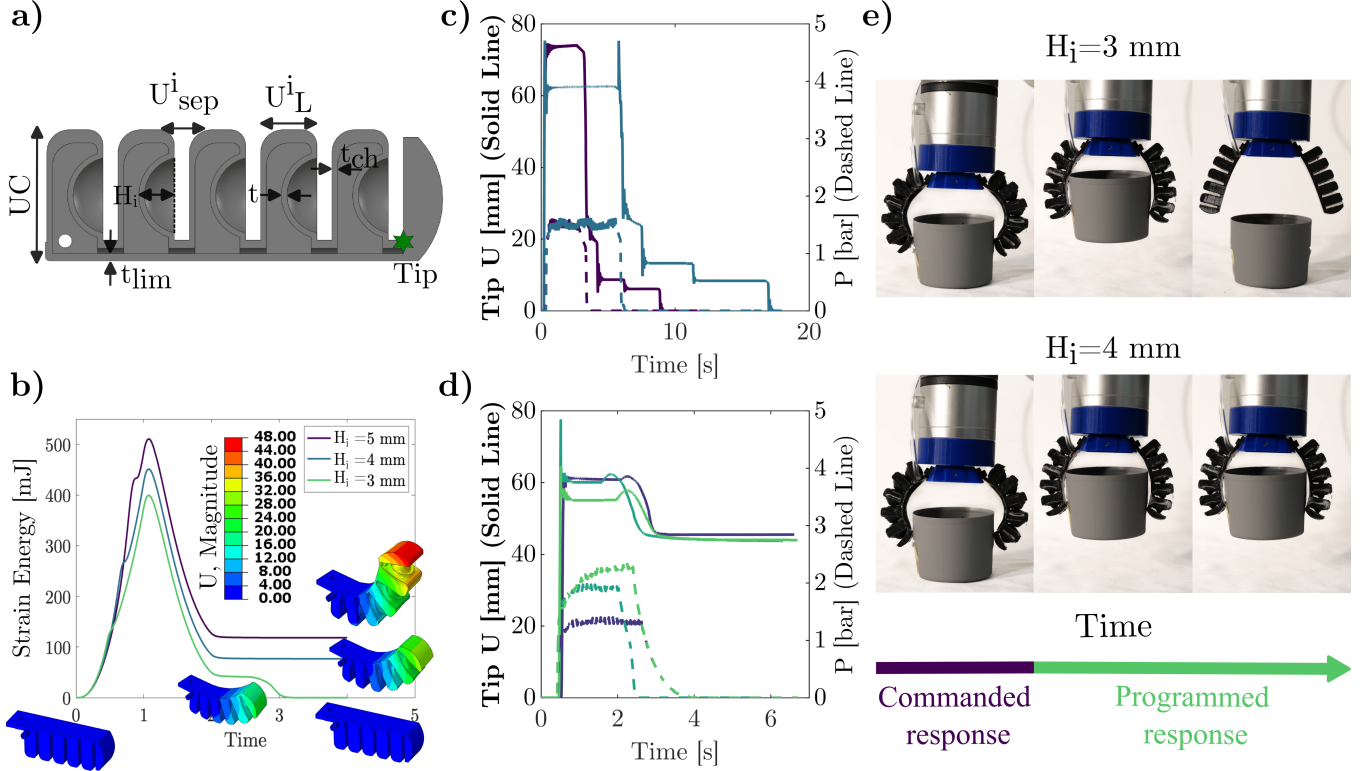 a)
U^i_sep
U^i_L
UC
H_i
t
t_ch
t_lim
Tip
b)
Strain Energy [mJ]
500
400
300
200
100
0
U, Magnitude
48.00
44.00
40.00
36.00
32.00
28.00
24.00
20.00
16.00
12.00
8.00
4.00
0.00
H_i =5 mm
H_i =4 mm
H_i =3 mm
0 1 3 4 5
Time
c)
Tip U [mm] (Solid Line)
80
60
40
20
0
P [bar] (Dashed Line)
5
4
3
2
1
0
0 10 20
Time [s]
d)
Tip U [mm] (Solid Line)
80
60
40
20
0
P [bar] (Dashed Line)
5
4
3
2
1
0
0 2 4 6
Time [s]
e)
H_i=3 mm
H_i=4 mm
Time
Commanded
response
Programmed
response